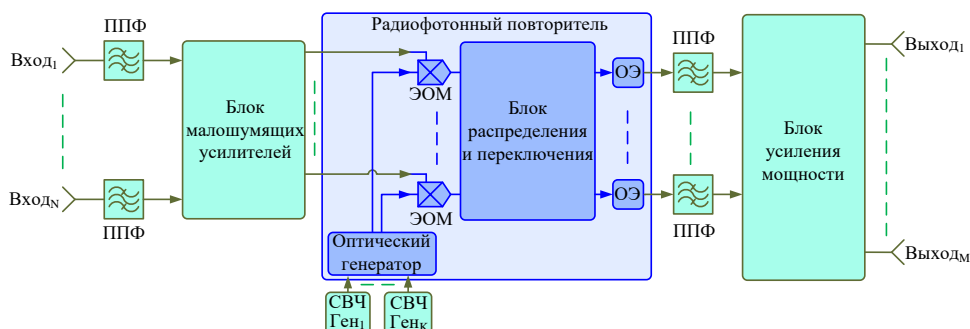 Радиофотонный повторитель
ППФ
Вход1
Блок
малошумящих
усилителей
ВходN
ППФ
ЭОМ
ЭОМ
Оптический
генератор
СВЧ
Ген1
СВЧ
ГенK
Блок
распределения
и переключения
ОЭ
ОЭ
ППФ
ППФ
Блок
усиления
мощности
Выход1
ВыходM